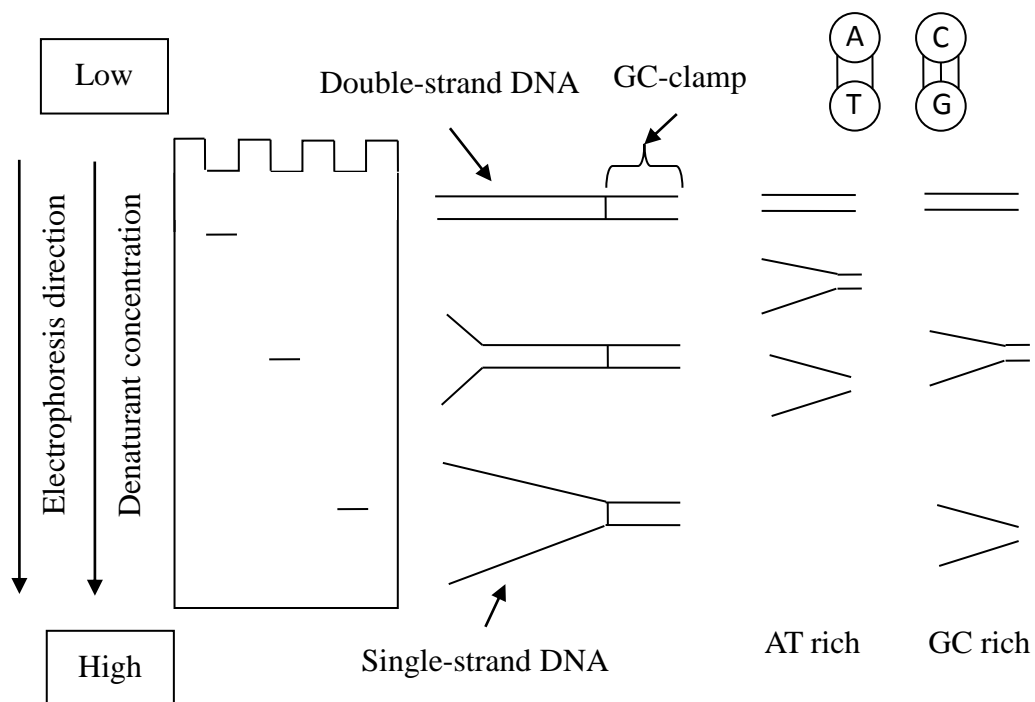 Low
Double-strand DNA
GC-clamp
A
C
T
G
Electrophoresis direction
Denaturant concentration
High
Single-strand DNA
AT rich
GC rich